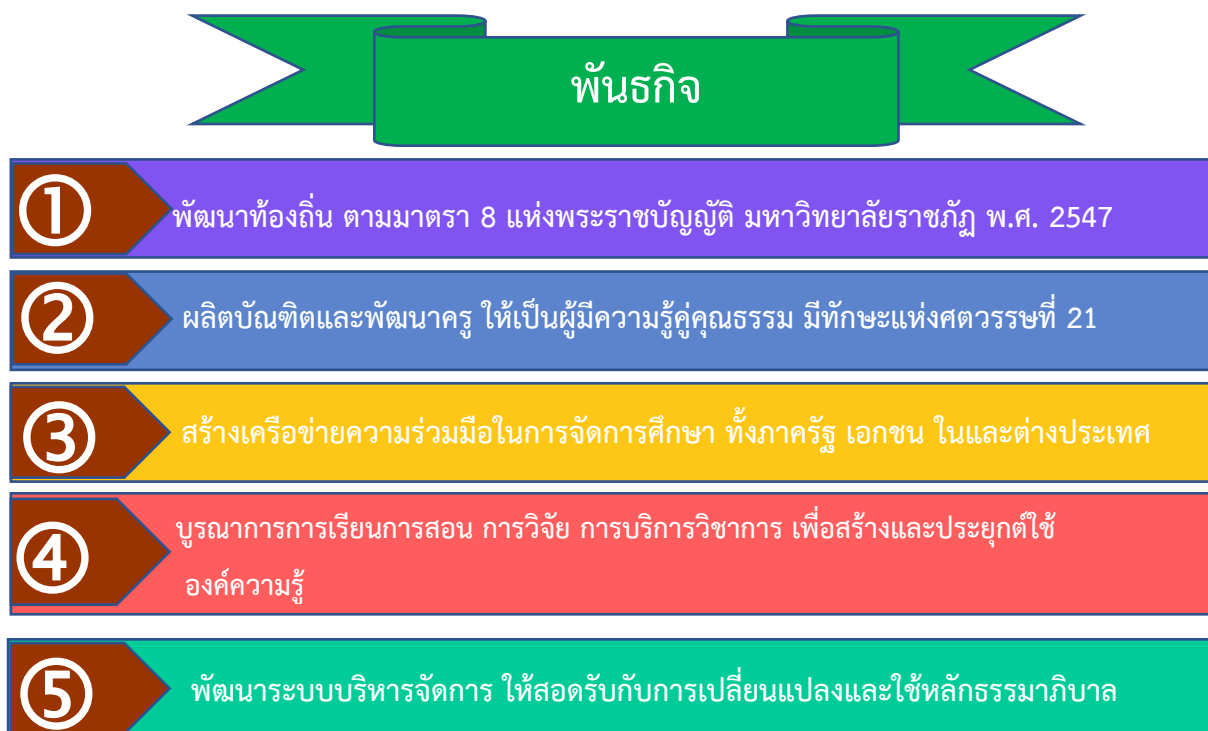 พันธกิจ
① พัฒนาท้องถิ่น ตามมาตรา 8 แห่งพระราชบัญญัติ มหาวิทยาลัยราชภัฏ พ.ศ. 2547
② ผลิตบัณฑิตและพัฒนาครู ให้เป็นผู้มีความรู้คู่คุณธรรม มีทักษะแห่งศตวรรษที่ 21
③ สร้างเครือข่ายความร่วมมือในการจัดการศึกษา ทั้งภาครัฐ เอกชน ในและต่างประเทศ
④ บูรณาการการเรียนการสอน การวิจัย การบริการวิชาการ เพื่อสร้างและประยุกต์ใช้
องค์ความรู้
⑤ พัฒนาระบบบริหารจัดการ ให้สอดรับกับการเปลี่ยนแปลงและใช้หลักธรรมาภิบาล